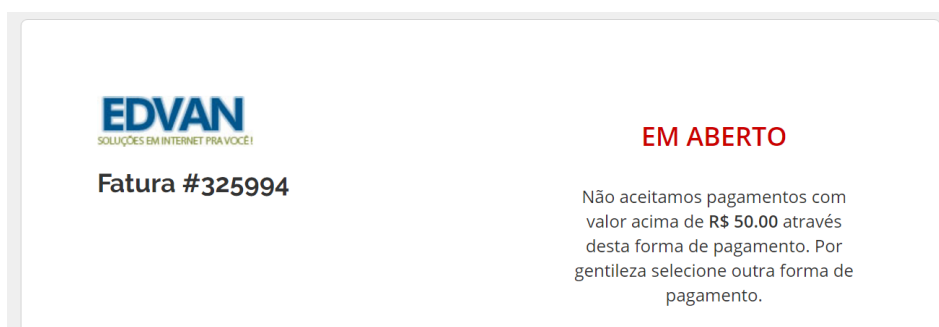 EDVAN
SOLUÇÕES EM INTERNET PRA VOCÊ!
Fatura #325994
EM ABERTO
Não aceitamos pagamentos com
valor acima de R$ 50.00 através
desta forma de pagamento. Por
gentileza selecione outra forma de
pagamento.